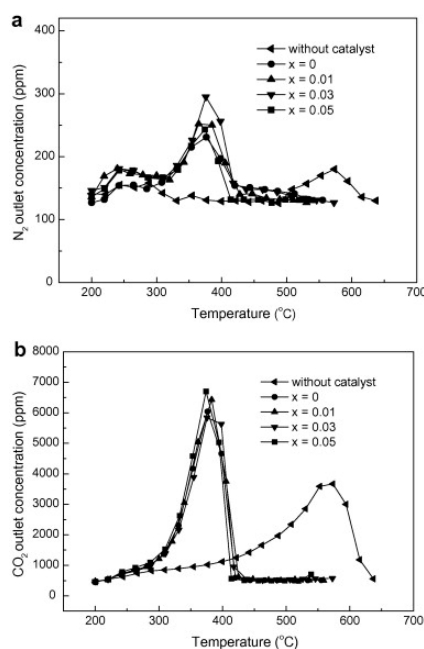 a
N2 outlet concentration (ppm)
400
300
200
100
0
without catalyst
x = 0
x = 0.01
x = 0.03
x = 0.05
200 300 400 500 600 700
Temperature (°C)
b
CO2 outlet concentration (ppm)
8000
7000
6000
5000
4000
3000
2000
1000
0
without catalyst
x = 0
x = 0.01
x = 0.03
x = 0.05
200 300 400 500 600 700
Temperature (°C)